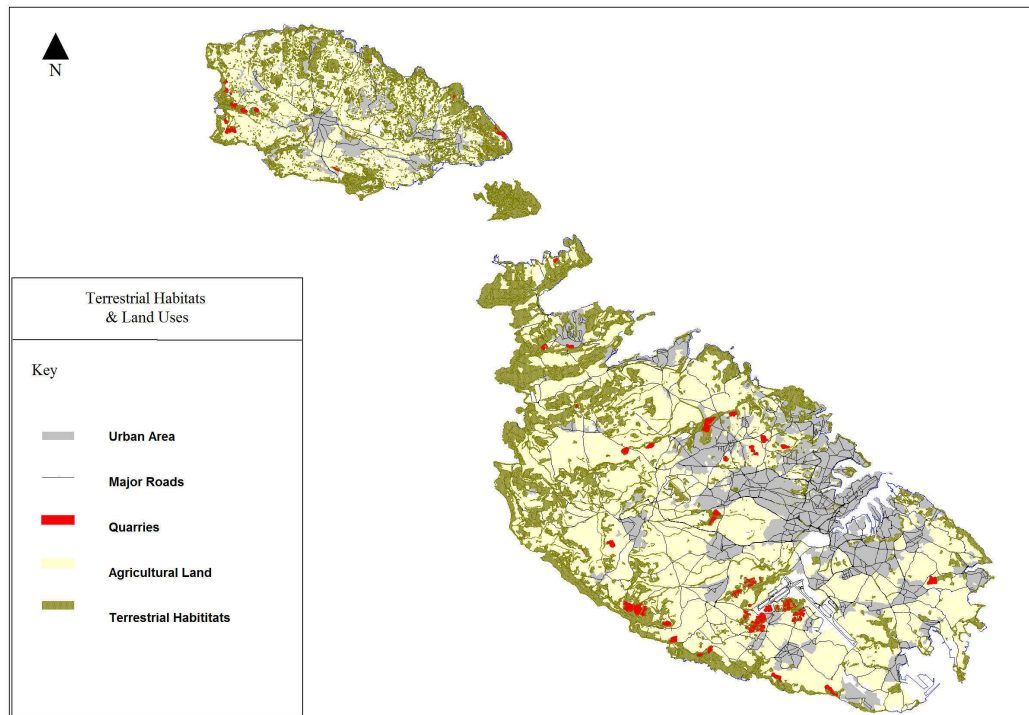 N
Terrestrial Habitats
& Land Uses
Key
Urban Area
Major Roads
Quarries
Agricultural Land
Terrestrial Habititats